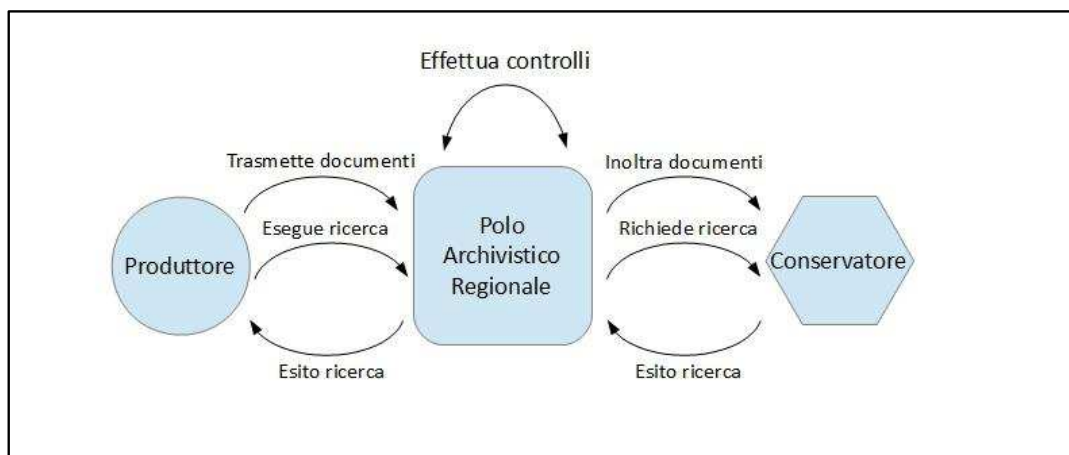 Effettua controlli
Trasmette documenti
Inoltra documenti
Esegue ricerca
Richiede ricerca
Produttore
Polo
Archivistico
Regionale
Conservatore
Esito ricerca
Esito ricerca